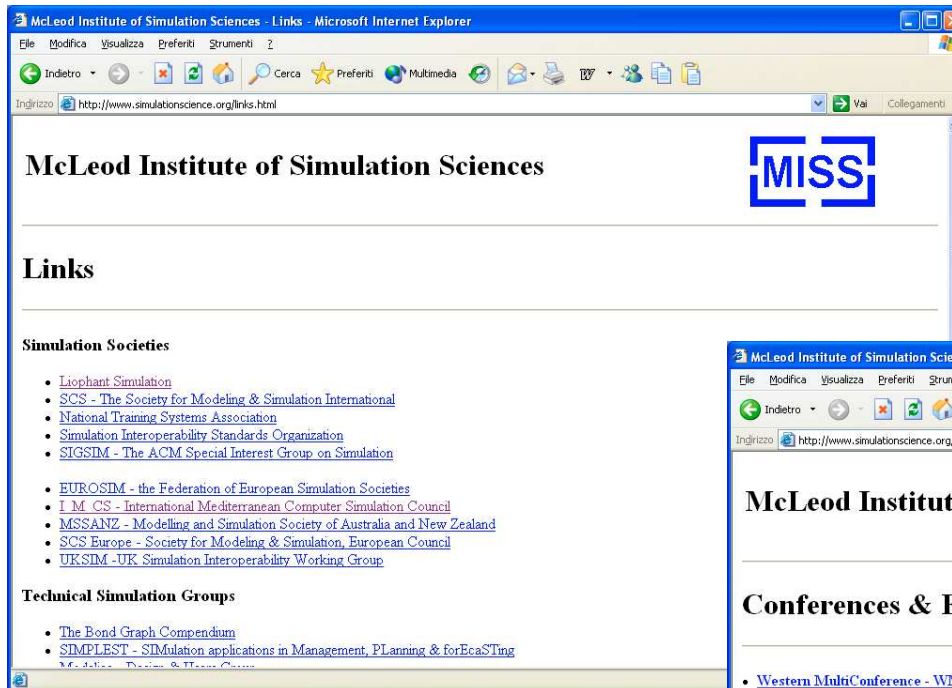 McLeod Institute of Simulation Sciences - Links - Microsoft Internet Explorer
File Modifica Visualizza Preferiti Strumenti ?
Indietro Cerca Preferiti Multimedia
Indirizzo http://www.simulationscience.org/links.html Vai Collegamenti
McLeod Institute of Simulation Sciences
MISS
Links
Simulation Societies
Liophant Simulation
SCS - The Society for Modeling & Simulation International
National Training Systems Association
Simulation Interoperability Standards Organization
SIGSIM - The ACM Special Interest Group on Simulation
EUROSIM - the Federation of European Simulation Societies
I_M_CS - International Mediterranean Computer Simulation Council
MSSANZ - Modelling and Simulation Society of Australia and New Zealand
SCS Europe - Society for Modeling & Simulation, European Council
UKSIM -UK Simulation Interoperability Working Group
Technical Simulation Groups
The Bond Graph Compendium
SIMPLEST - SIMulation applications in Management, PLanning & forEcaSTing
McLeod Institute of Simulation Scie
File Modifica Visualizza Preferiti Strum
Indietro
Indirizzo http://www.simulationscience.org,
McLeod Institut
Conferences & E
Western MultiConference - WM